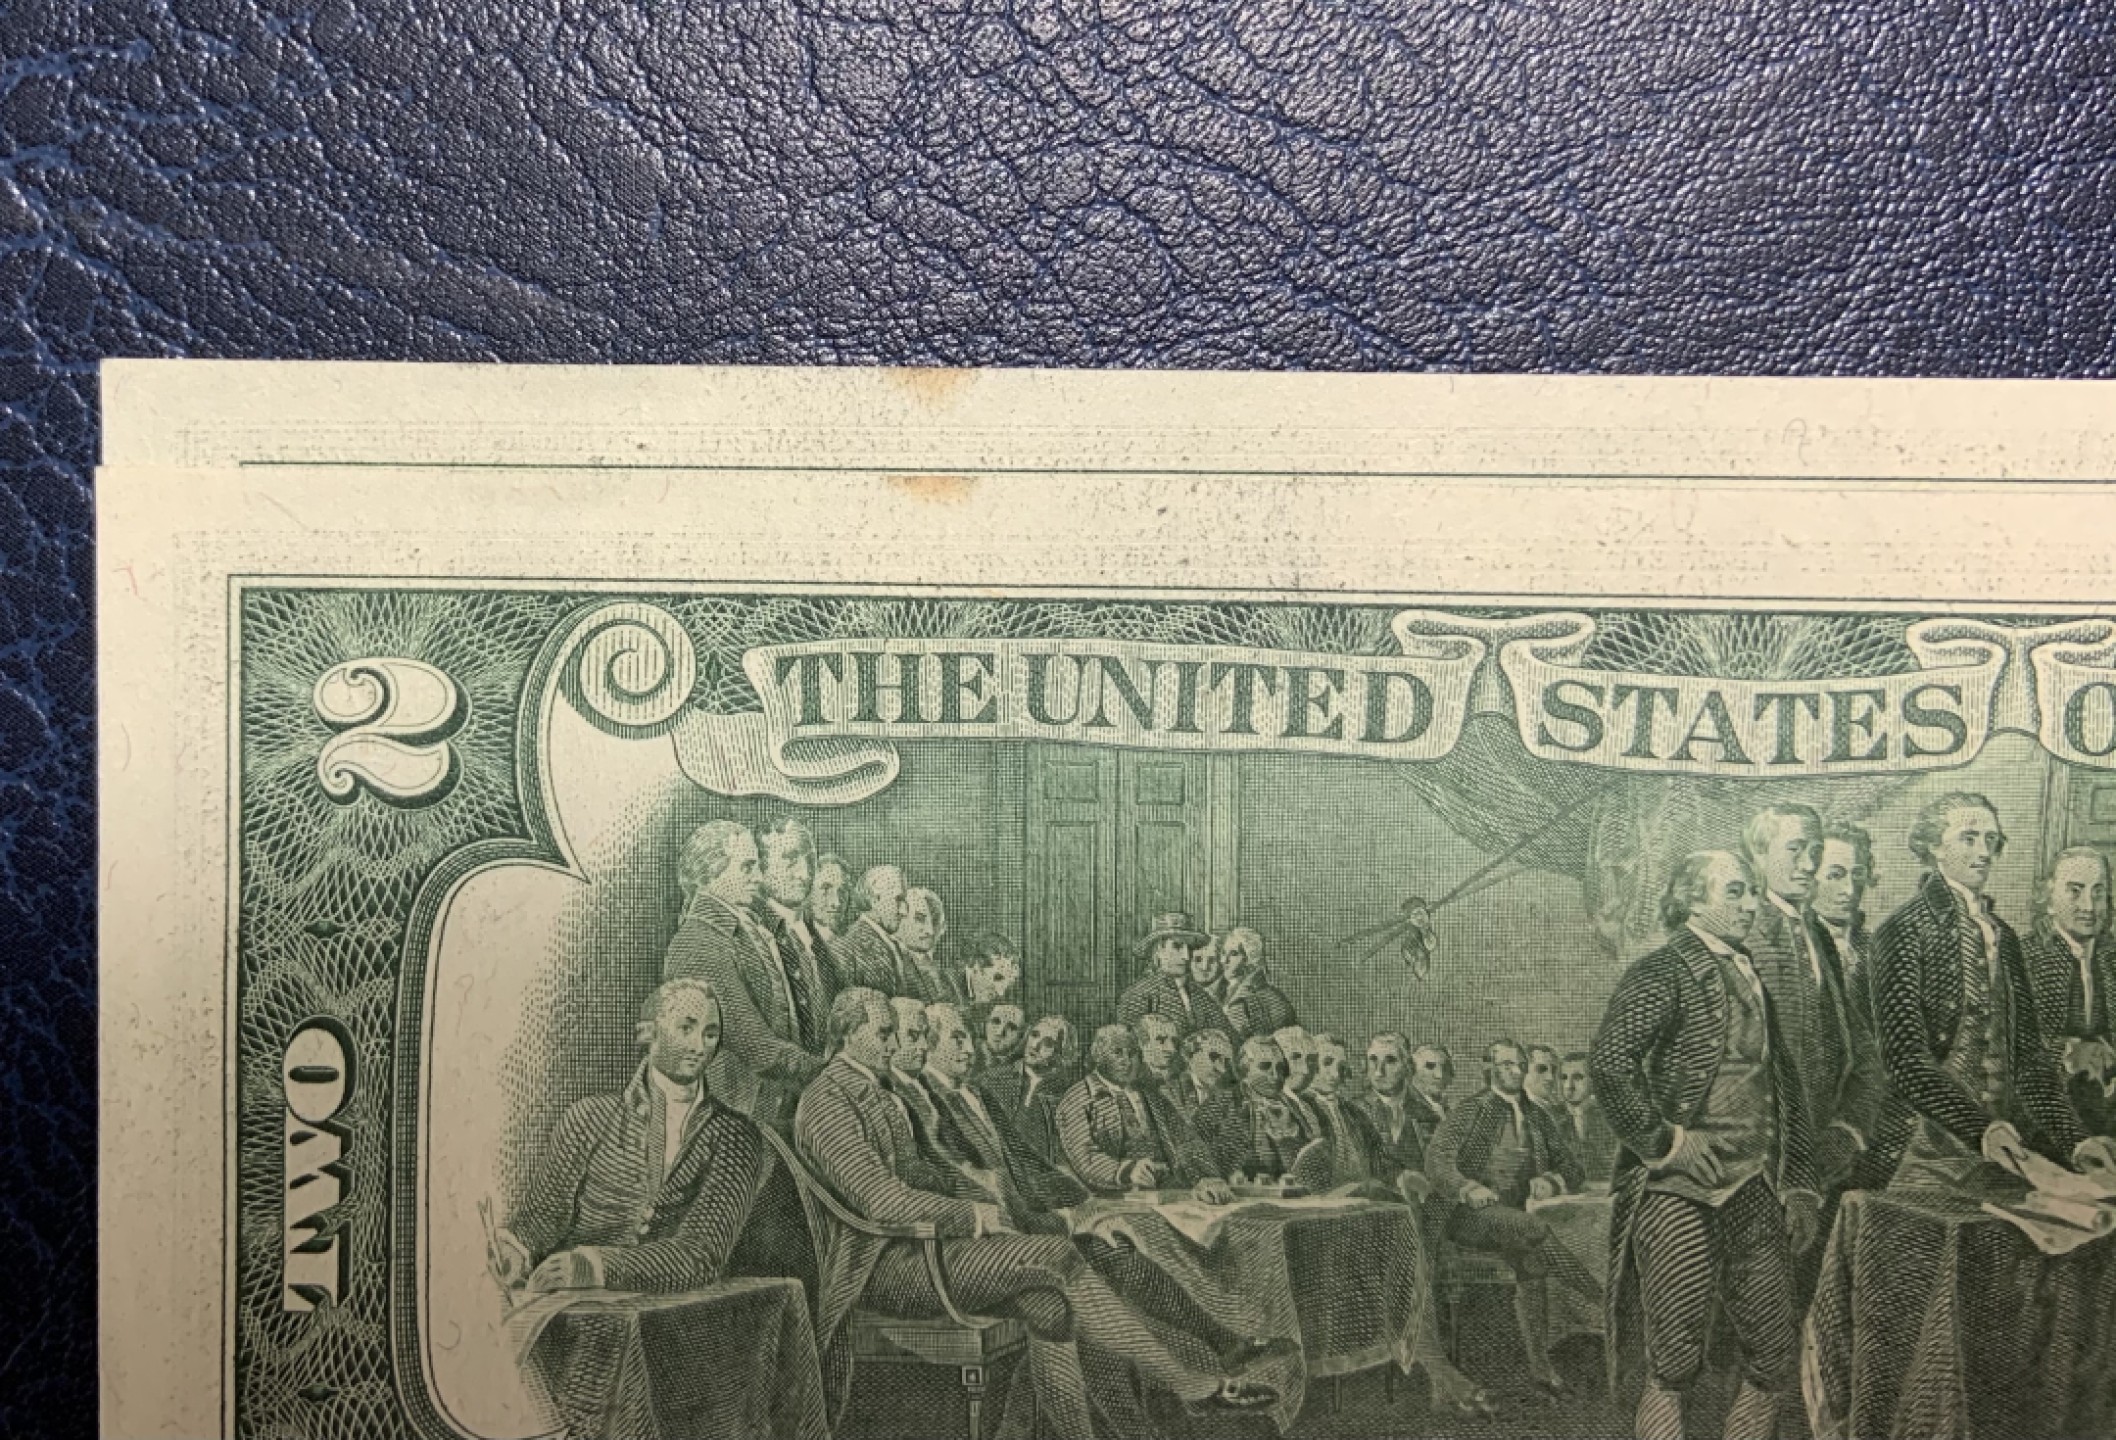 2
THE UNITED STATES O
TWO